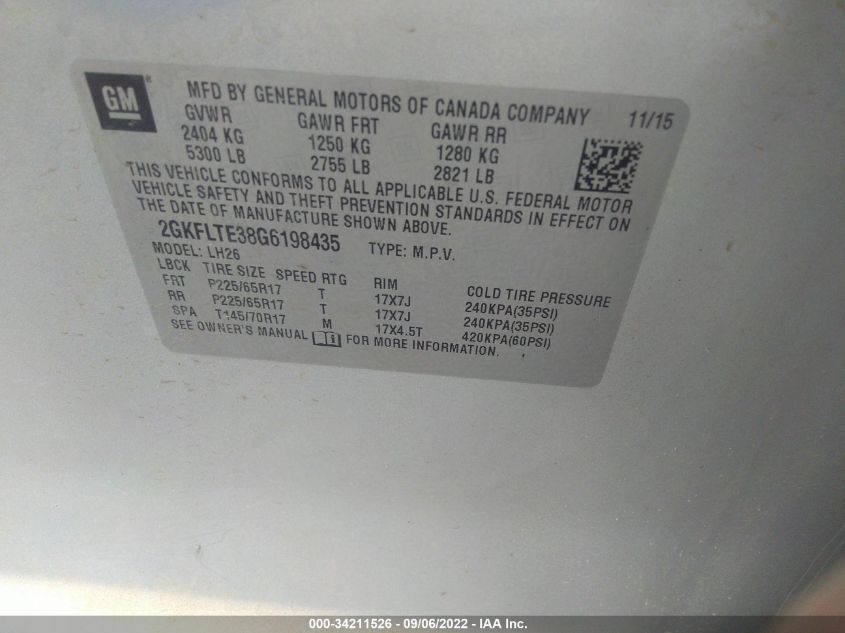 GM
®
MFD BY GENERAL MOTORS OF CANADA COMPANY 11/15
GVWR GAWR FRT GAWR RR
2404 KG 1250 KG 1280 KG
5300 LB 2755 LB 2821 LB
THIS VEHICLE CONFORMS TO ALL APPLICABLE U.S. FEDERAL MOTOR
VEHICLE SAFETY AND THEFT PREVENTION STANDARDS IN EFFECT ON
THE DATE OF MANUFACTURE SHOWN ABOVE.
2GKFLTE38G6198435 TYPE: M.P.V.
MODEL: LH26
LBCK TIRE SIZE SPEED RTG RIM COLD TIRE PRESSURE
FRT P225/65R17 T 17X7J 240KPA(35PSI)
RR P225/65R17 T 17X7J 240KPA(35PSI)
SPA T145/70R17 M 17X4.5T 420KPA(60PSI)
SEE OWNER'S MANUAL i FOR MORE INFORMATION.
000-34211526 - 09/06/2022 - IAA Inc.